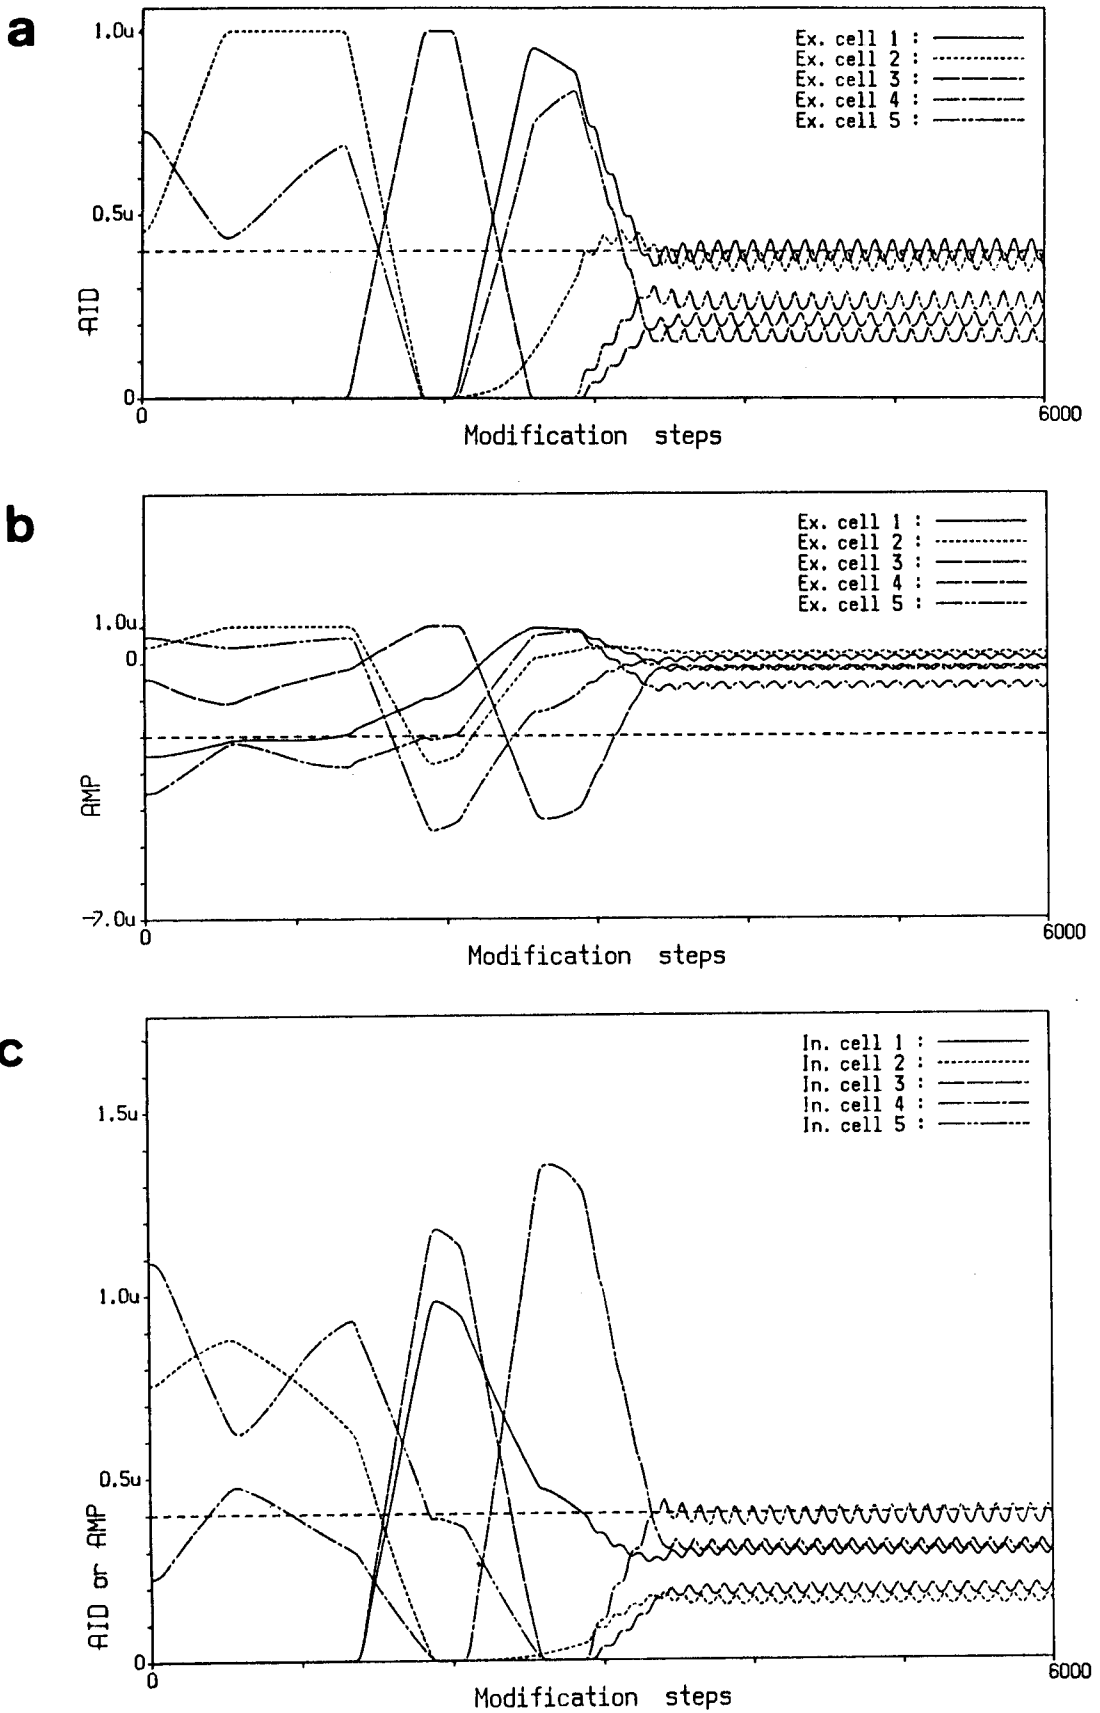 a
1.0u
0.5u
0
AID
Ex. cell 1 :
Ex. cell 2 :
Ex. cell 3 :
Ex. cell 4 :
Ex. cell 5 :
0
6000
Modification steps
b
1.0u
0
-7.0u
AMP
Ex. cell 1 :
Ex. cell 2 :
Ex. cell 3 :
Ex. cell 4 :
Ex. cell 5 :
0
6000
Modification steps
c
1.5u
1.0u
0.5u
0
AID or AMP
In. cell 1 :
In. cell 2 :
In. cell 3 :
In. cell 4 :
In. cell 5 :
0
6000
Modification steps